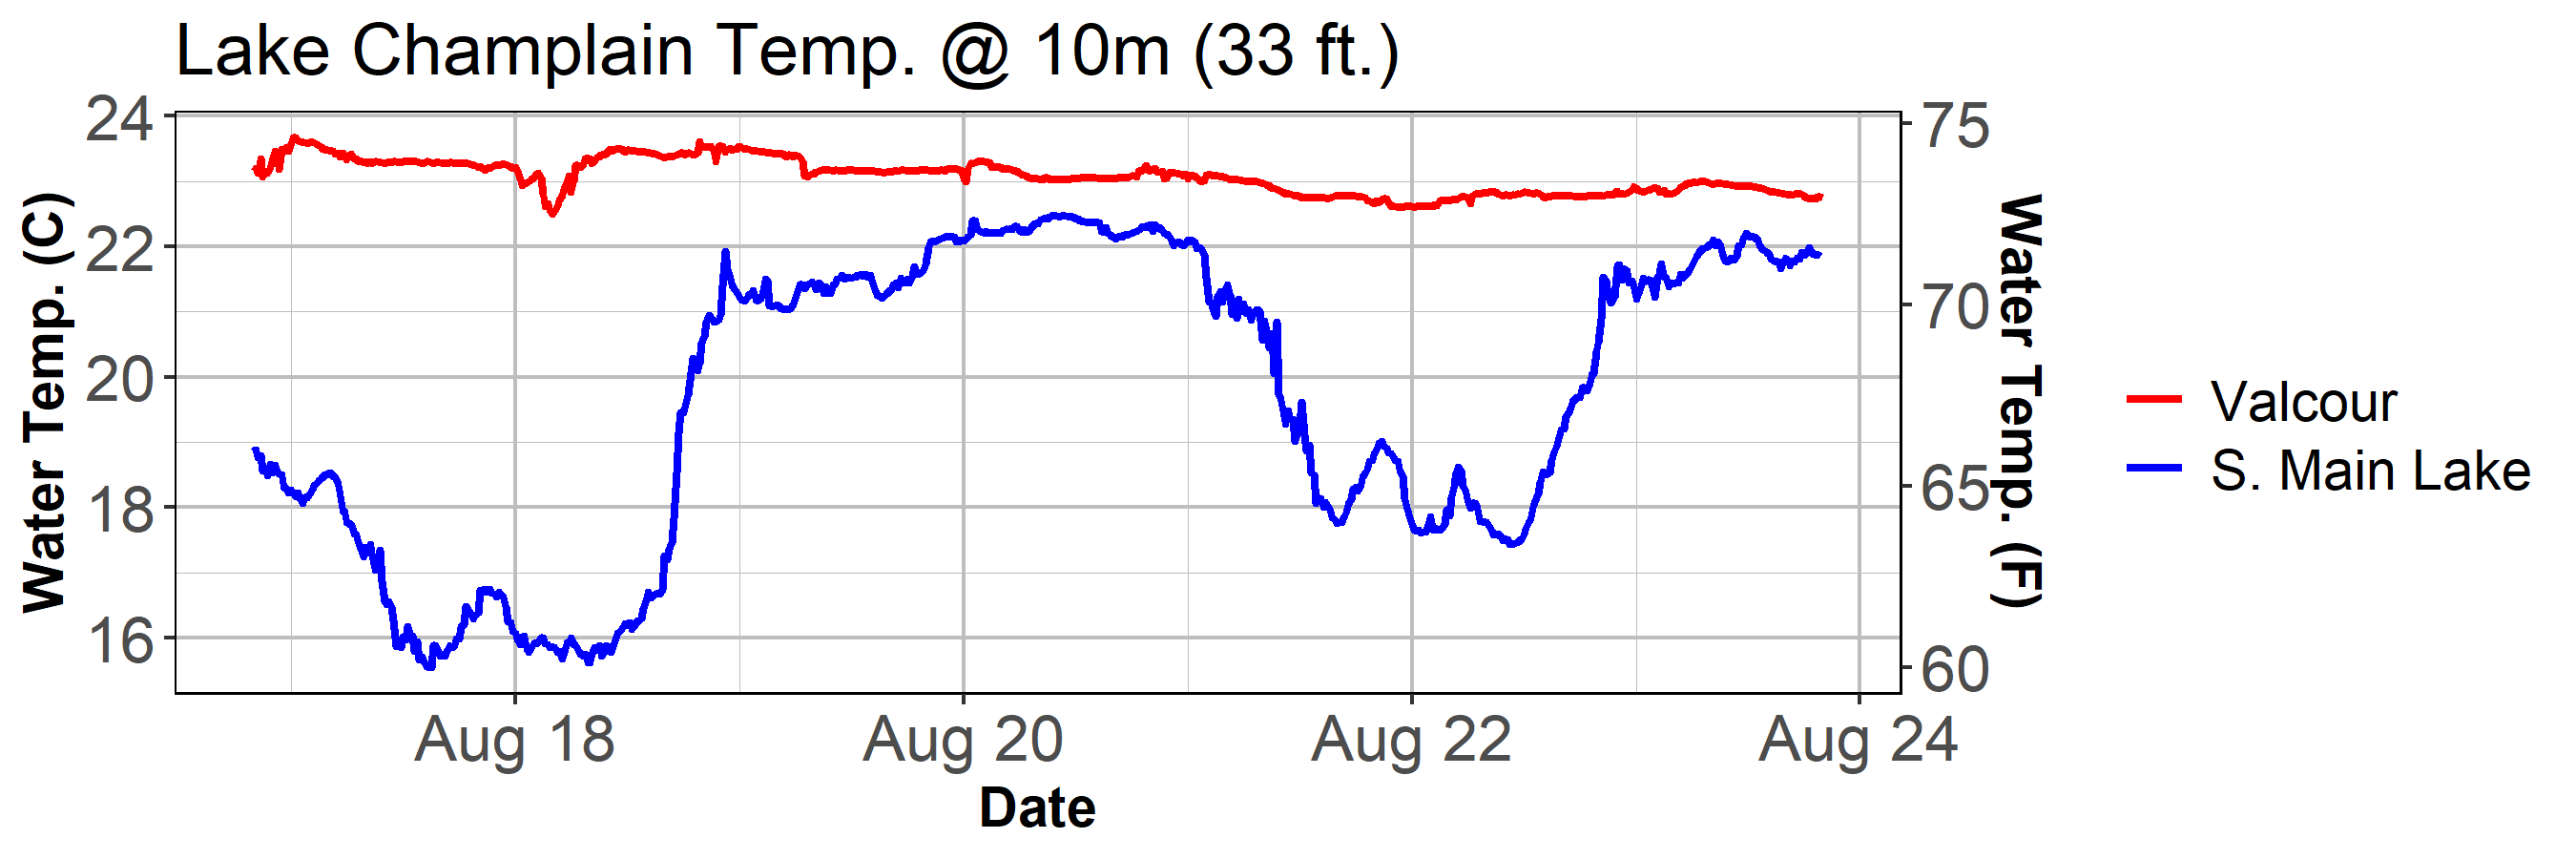 Lake Champlain Temp. @ 10m (33 ft.)
Water Temp. (C)
24
22
20
18
16
75
70
65
60
Water Temp. (F)
Aug 18
Aug 20
Aug 22
Aug 24
Date
Valcour
S. Main Lake